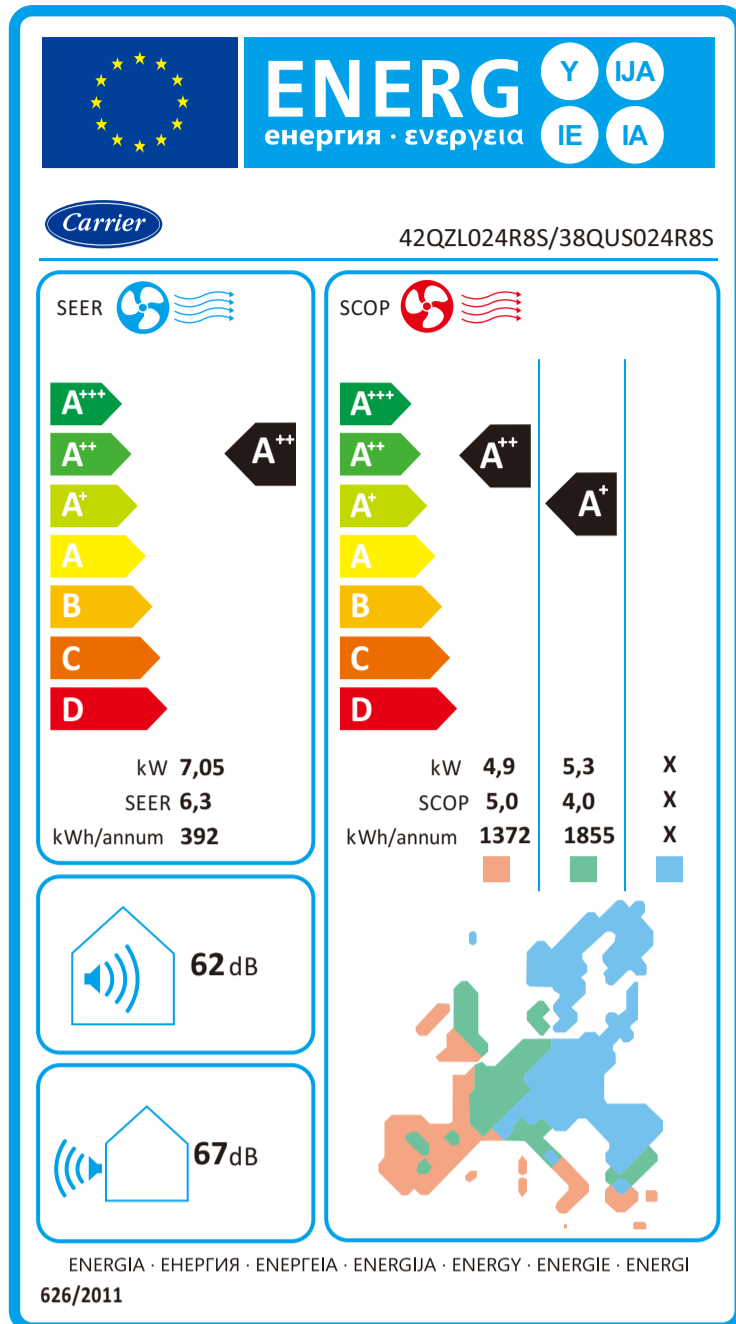 ENERG
енергия · ενεργεια
Y IJA
IE IA
Carrier
42QZL024R8S/38QUS024R8S
SEER
A+++
A++
A+
A
B
C
D
A++
kW 7,05
SEER 6,3
kWh/annum 392
SCOP
A+++
A++
A+
A
B
C
D
A++
A+
kW 4,9 5,3 X
SCOP 5,0 4,0 X
kWh/annum 1372 1855 X
62 dB
67 dB
ENERGIA · ЕНЕРГИЯ · ΕΝΕΡΓΕΙΑ · ENERGIJA · ENERGY · ENERGIE · ENERGI
626/2011